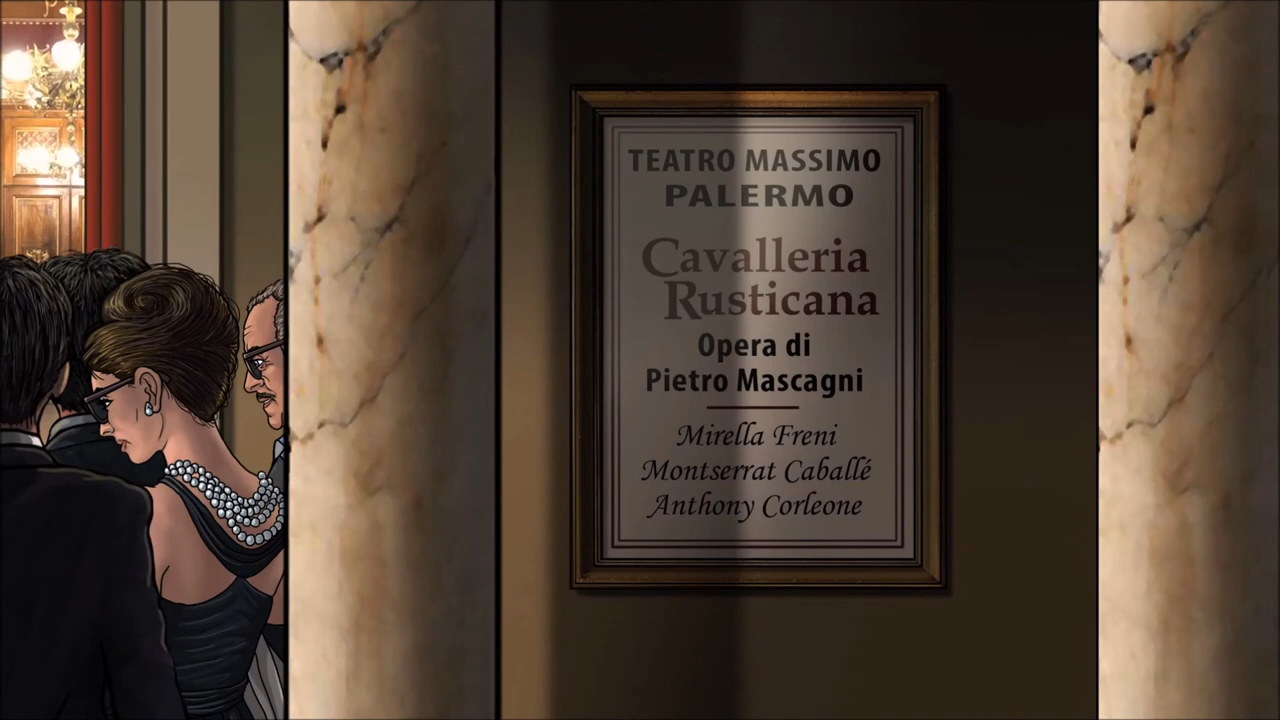 TEATRO MASSIMO
PALERMO
Cavalleria
Rusticana
Opera di
Pietro Mascagni
Mirella Freni
Montserrat Caballé
Anthony Corleone